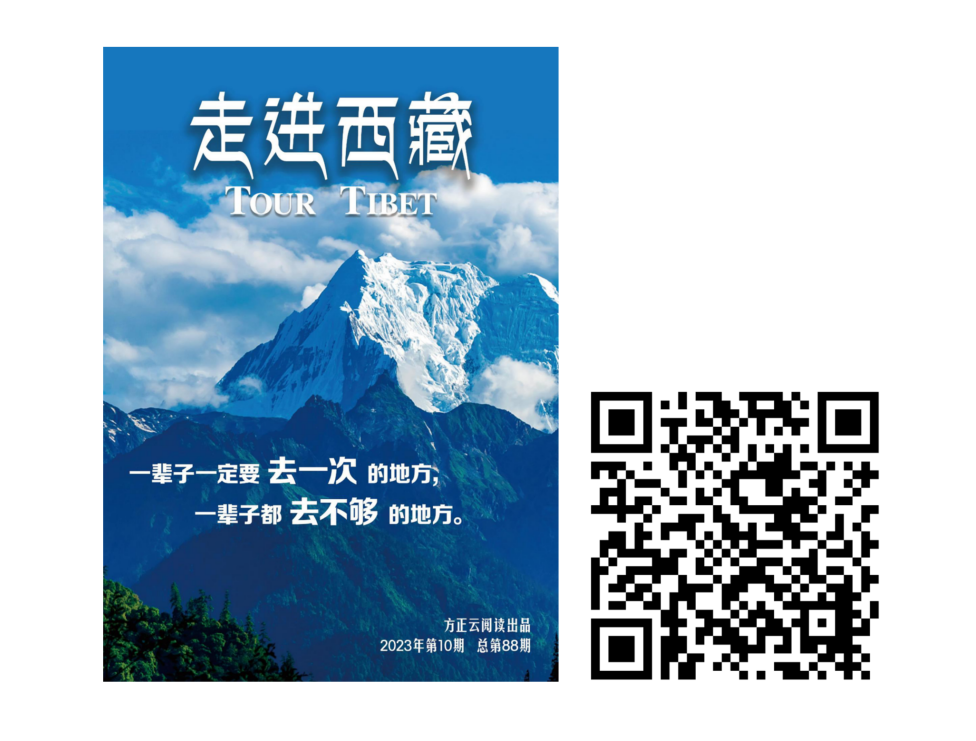 走进西藏
TOUR TIBET
一辈子一定要 去一次 的地方,
一辈子都 去不够 的地方。
方正云阅读出品
2023年第10期 总第88期